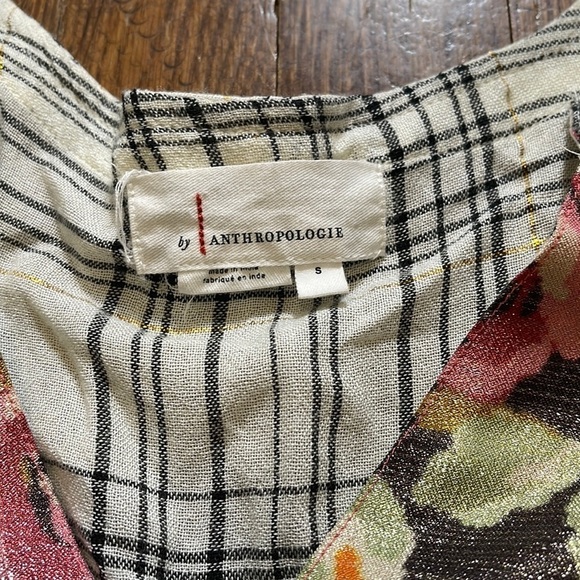 by ANTHROPOLOGIE
made in India
fabriqué en inde
S